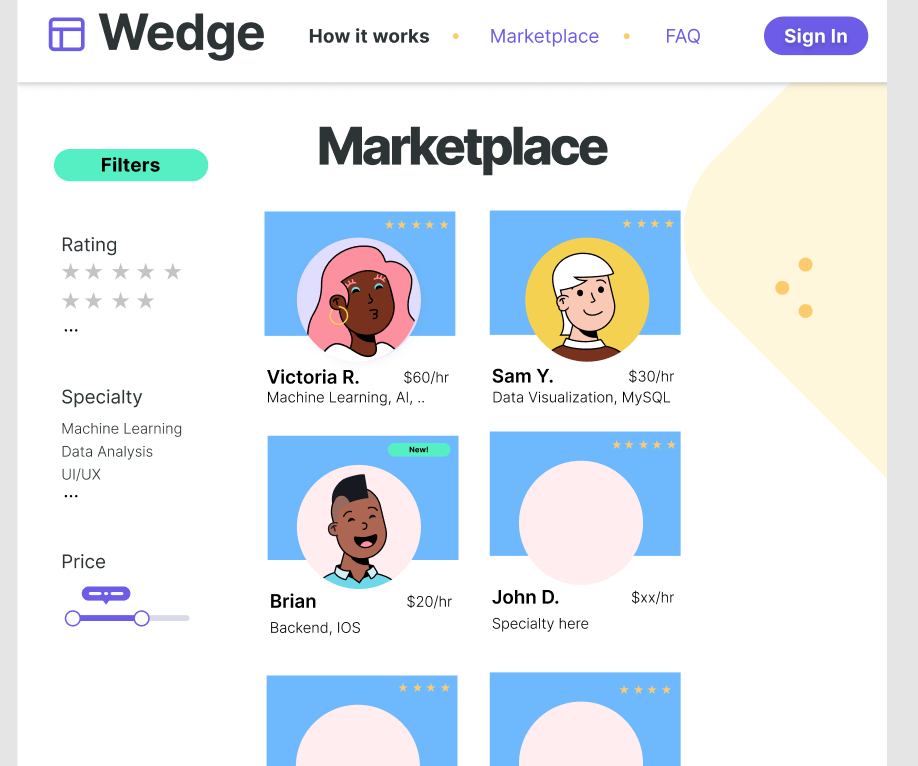 Wedge
How it works
Marketplace
FAQ
Sign In
Marketplace
Filters
Rating
...
Specialty
Machine Learning
Data Analysis
UI/UX
...
Price
Victoria R. $60/hr
Machine Learning, AI, ..
Sam Y. $30/hr
Data Visualization, MySQL
New!
Brian $20/hr
Backend, IOS
John D. $xx/hr
Specialty here